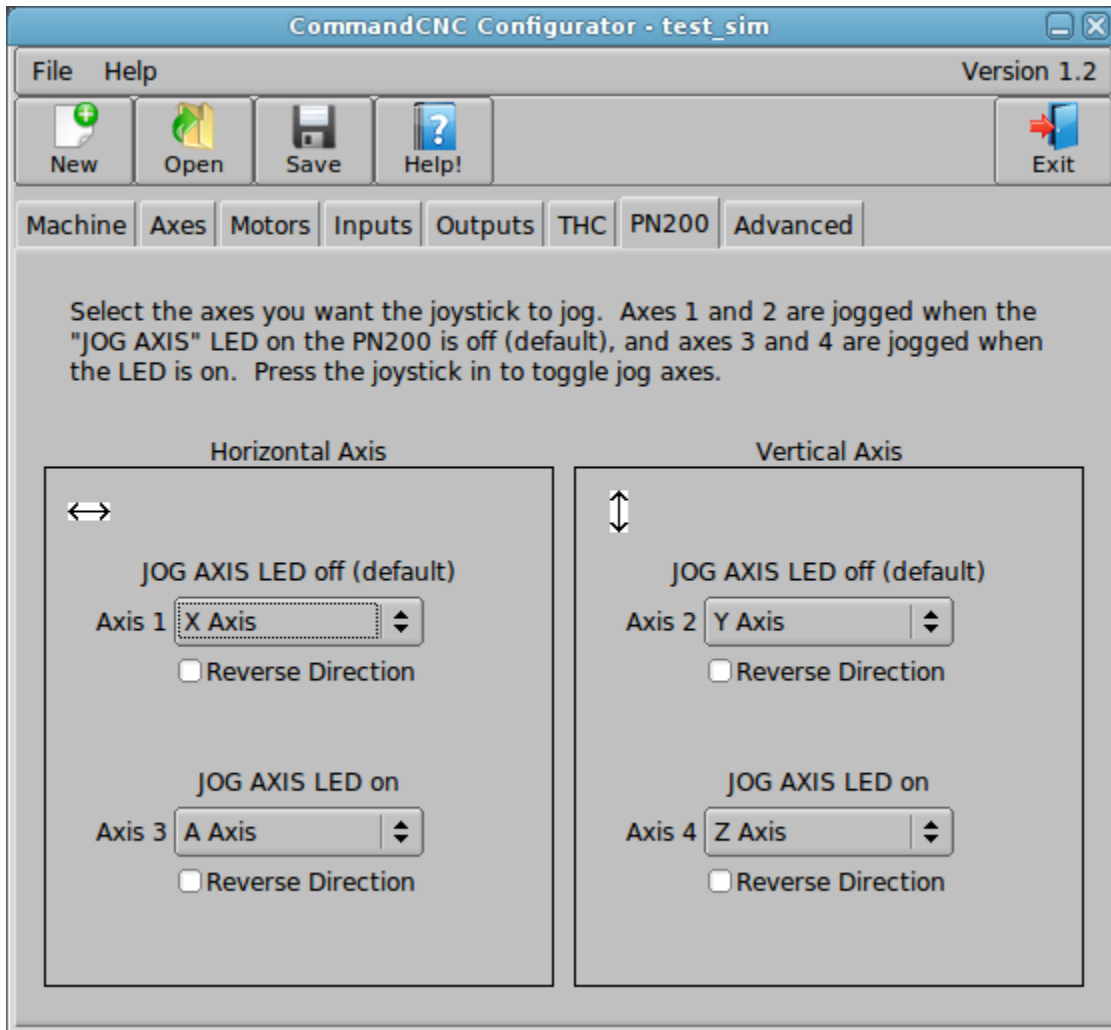 CommandCNC Configurator - test_sim
File Help Version 1.2
New Open Save Help! Exit
Machine Axes Motors Inputs Outputs THC PN200 Advanced
Select the axes you want the joystick to jog.  Axes 1 and 2 are jogged when the
"JOG AXIS" LED on the PN200 is off (default), and axes 3 and 4 are jogged when
the LED is on.  Press the joystick in to toggle jog axes.
Horizontal Axis
JOG AXIS LED off (default)
Axis 1 X Axis
Reverse Direction
JOG AXIS LED on
Axis 3 A Axis
Reverse Direction
Vertical Axis
JOG AXIS LED off (default)
Axis 2 Y Axis
Reverse Direction
JOG AXIS LED on
Axis 4 Z Axis
Reverse Direction